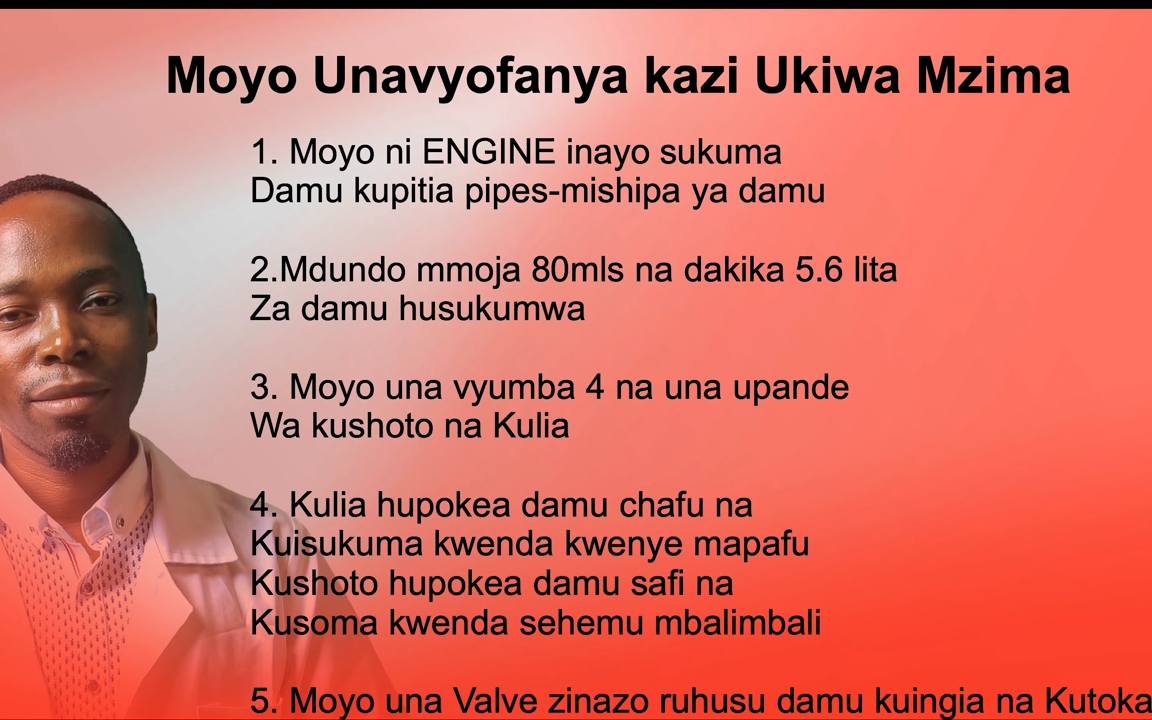 Moyo Unavyofanya kazi Ukiwa Mzima
1. Moyo ni ENGINE inayo sukuma
Damu kupitia pipes-mishipa ya damu
2.Mdundo mmoja 80mls na dakika 5.6 lita
Za damu husukumwa
3. Moyo una vyumba 4 na una upande
Wa kushoto na Kulia
4. Kulia hupokea damu chafu na
Kuisukuma kwenda kwenye mapafu
Kushoto hupokea damu safi na
Kusoma kwenda sehemu mbalimbali
5. Moyo una Valve zinazo ruhusu damu kuingia na Kutoka